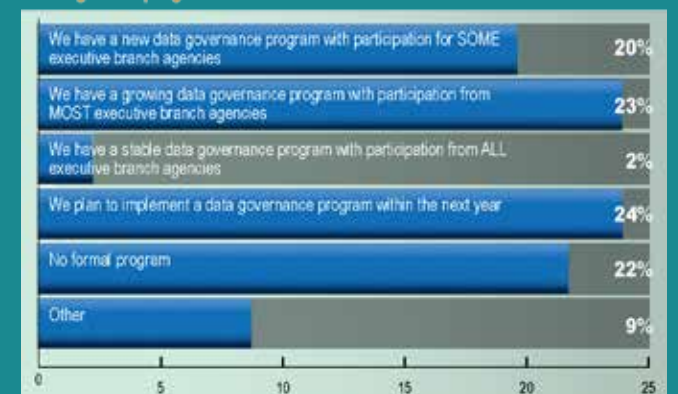 We have a new data governance program with participation for SOME
executive branch agencies
20%
We have a growing data governance program with participation from
MOST executive branch agencies
23%
We have a stable data governance program with participation from ALL
executive branch agencies
2%
We plan to implement a data governance program within the next year
24%
No formal program
22%
Other
9%
0 5 10 15 20 25